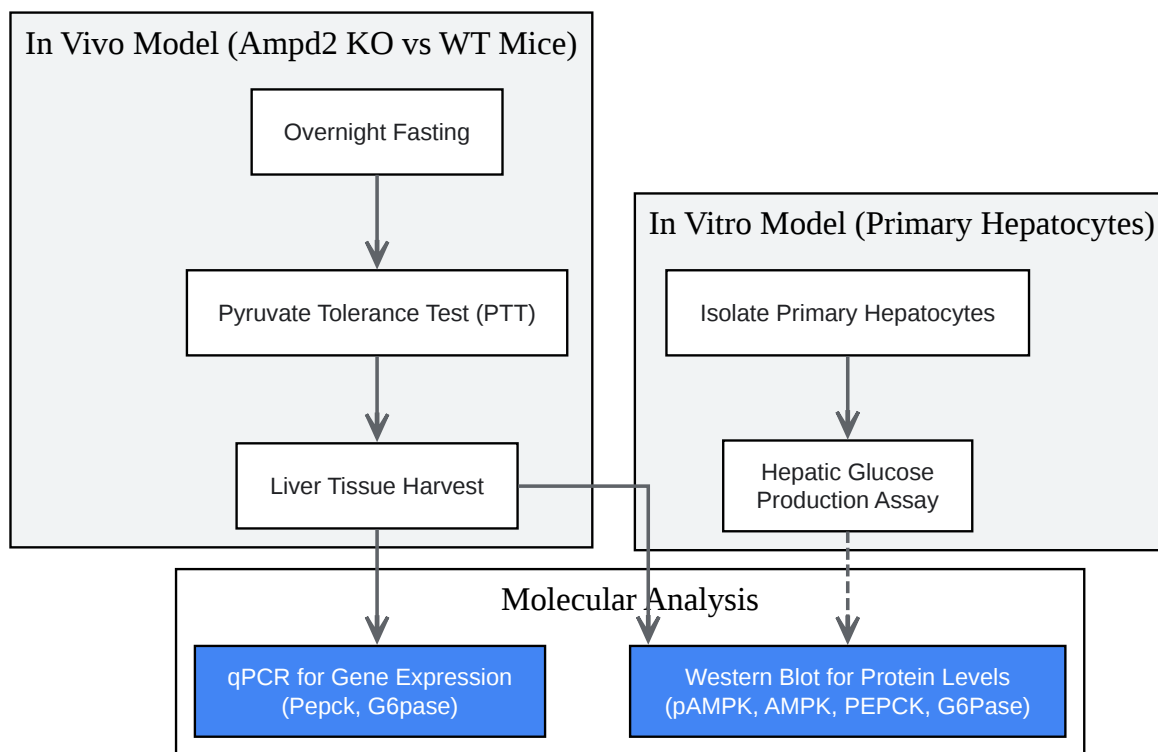 In Vivo Model (Ampd2 KO vs WT Mice)
Overnight Fasting
Pyruvate Tolerance Test (PTT)
Liver Tissue Harvest
In Vitro Model (Primary Hepatocytes)
Isolate Primary Hepatocytes
Hepatic Glucose
Production Assay
Molecular Analysis
qPCR for Gene Expression
(Pepck, G6pase)
Western Blot for Protein Levels
(pAMPK, AMPK, PEPCK, G6Pase)